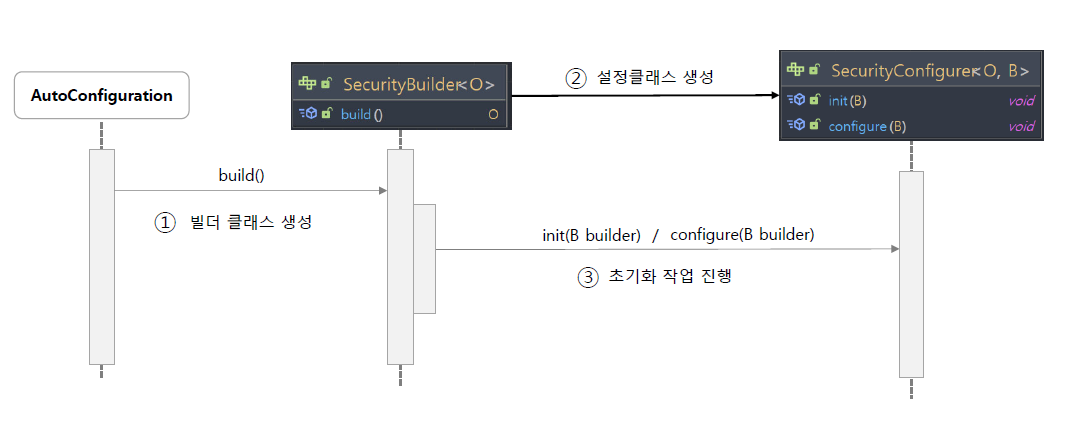 AutoConfiguration
SecurityBuilder<O>
build() O
② 설정클래스 생성
SecurityConfigurer<O, B>
init(B) void
configure(B) void
build()
① 빌더 클래스 생성
init(B builder) / configure(B builder)
③ 초기화 작업 진행